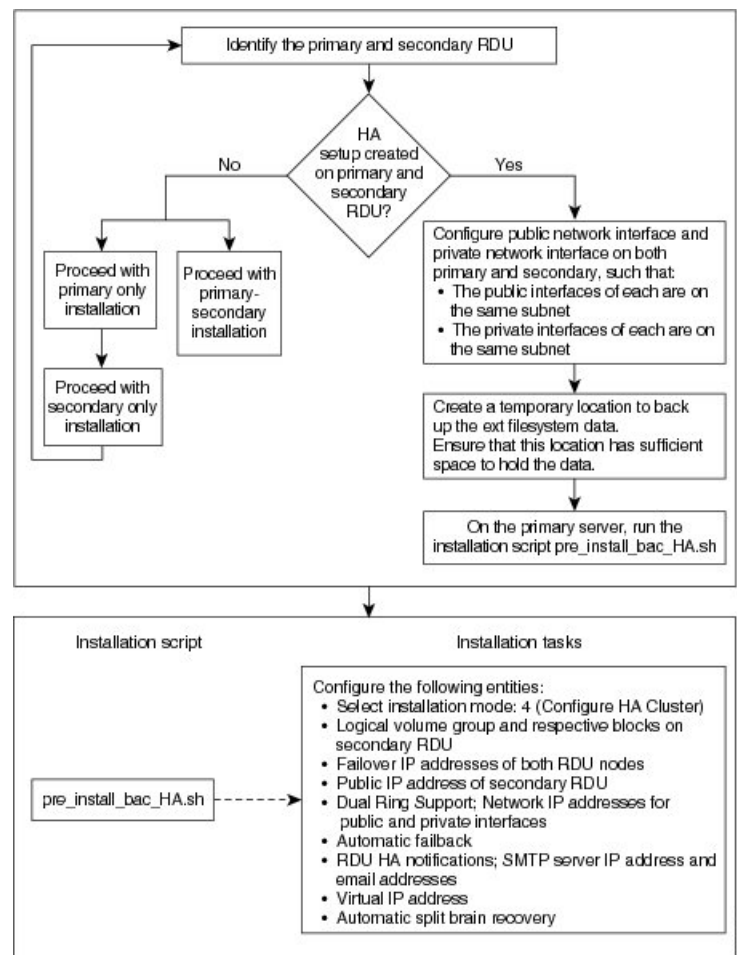 Identify the primary and secondary RDU
HA
setup created
on primary and
secondary
RDU?
No
Yes
Proceed with
primary only
installation
Proceed with
primary-
secondary
installation
Proceed with
secondary only
installation
Configure public network interface and
private network interface on both
primary and secondary, such that:
• The public interfaces of each are on
the same subnet
• The private interfaces of each are on
the same subnet
Create a temporary location to back
up the ext filesystem data.
Ensure that this location has sufficient
space to hold the data.
On the primary server, run the
installation script pre_install_bac_HA.sh
Installation script
Installation tasks
pre_install_bac_HA.sh
Configure the following entities:
• Select installation mode: 4 (Configure HA Cluster)
• Logical volume group and respective blocks on
secondary RDU
• Failover IP addresses of both RDU nodes
• Public IP address of secondary RDU
• Dual Ring Support; Network IP addresses for
public and private interfaces
• Automatic failback
• RDU HA notifications; SMTP server IP address and
email addresses
• Virtual IP address
• Automatic split brain recovery